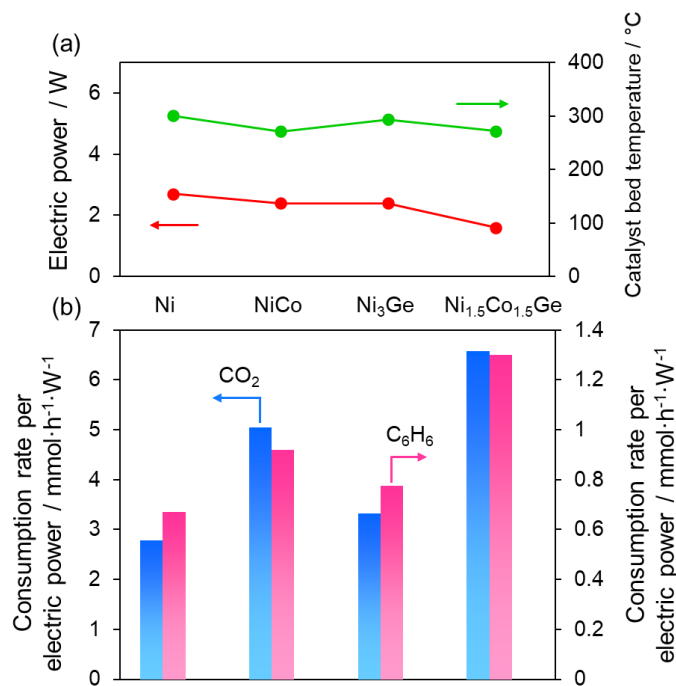 (a)
Electric power / W
6
4
2
0
400
300
200
100
0
Catalyst bed temperature / °C
(b)
Ni NiCo Ni₃Ge Ni₁.₅Co₁.₅Ge
Consumption rate per
electric power / mmol·h⁻¹·W⁻¹
7
6
5
4
3
2
1
0
CO₂
C₆H₆
1.4
1.2
1
0.8
0.6
0.4
0.2
0
Consumption rate per
electric power / mmol·h⁻¹·W⁻¹